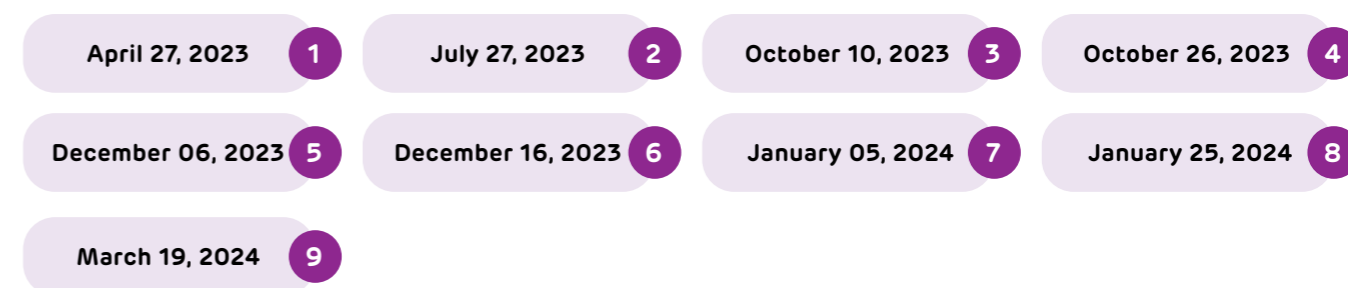 April 27, 2023 1
July 27, 2023 2
October 10, 2023 3
October 26, 2023 4
December 06, 2023 5
December 16, 2023 6
January 05, 2024 7
January 25, 2024 8
March 19, 2024 9